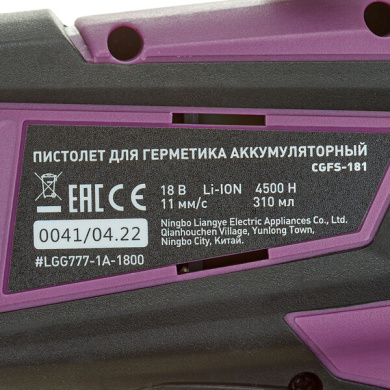 ПИСТОЛЕТ ДЛЯ ГЕРМЕТИКА АККУМУЛЯТОРНЫЙ
CGFS-181
EAC CE
18 В Li-ION 4500 Н
11 мм/с 310 мл
0041/04.22
Ningbo Liangye Electric Appliances Co., Ltd.
Qianhouchen Village, Yunlong Town,
Ningbo City, Китай.
#LGG777-1A-1800